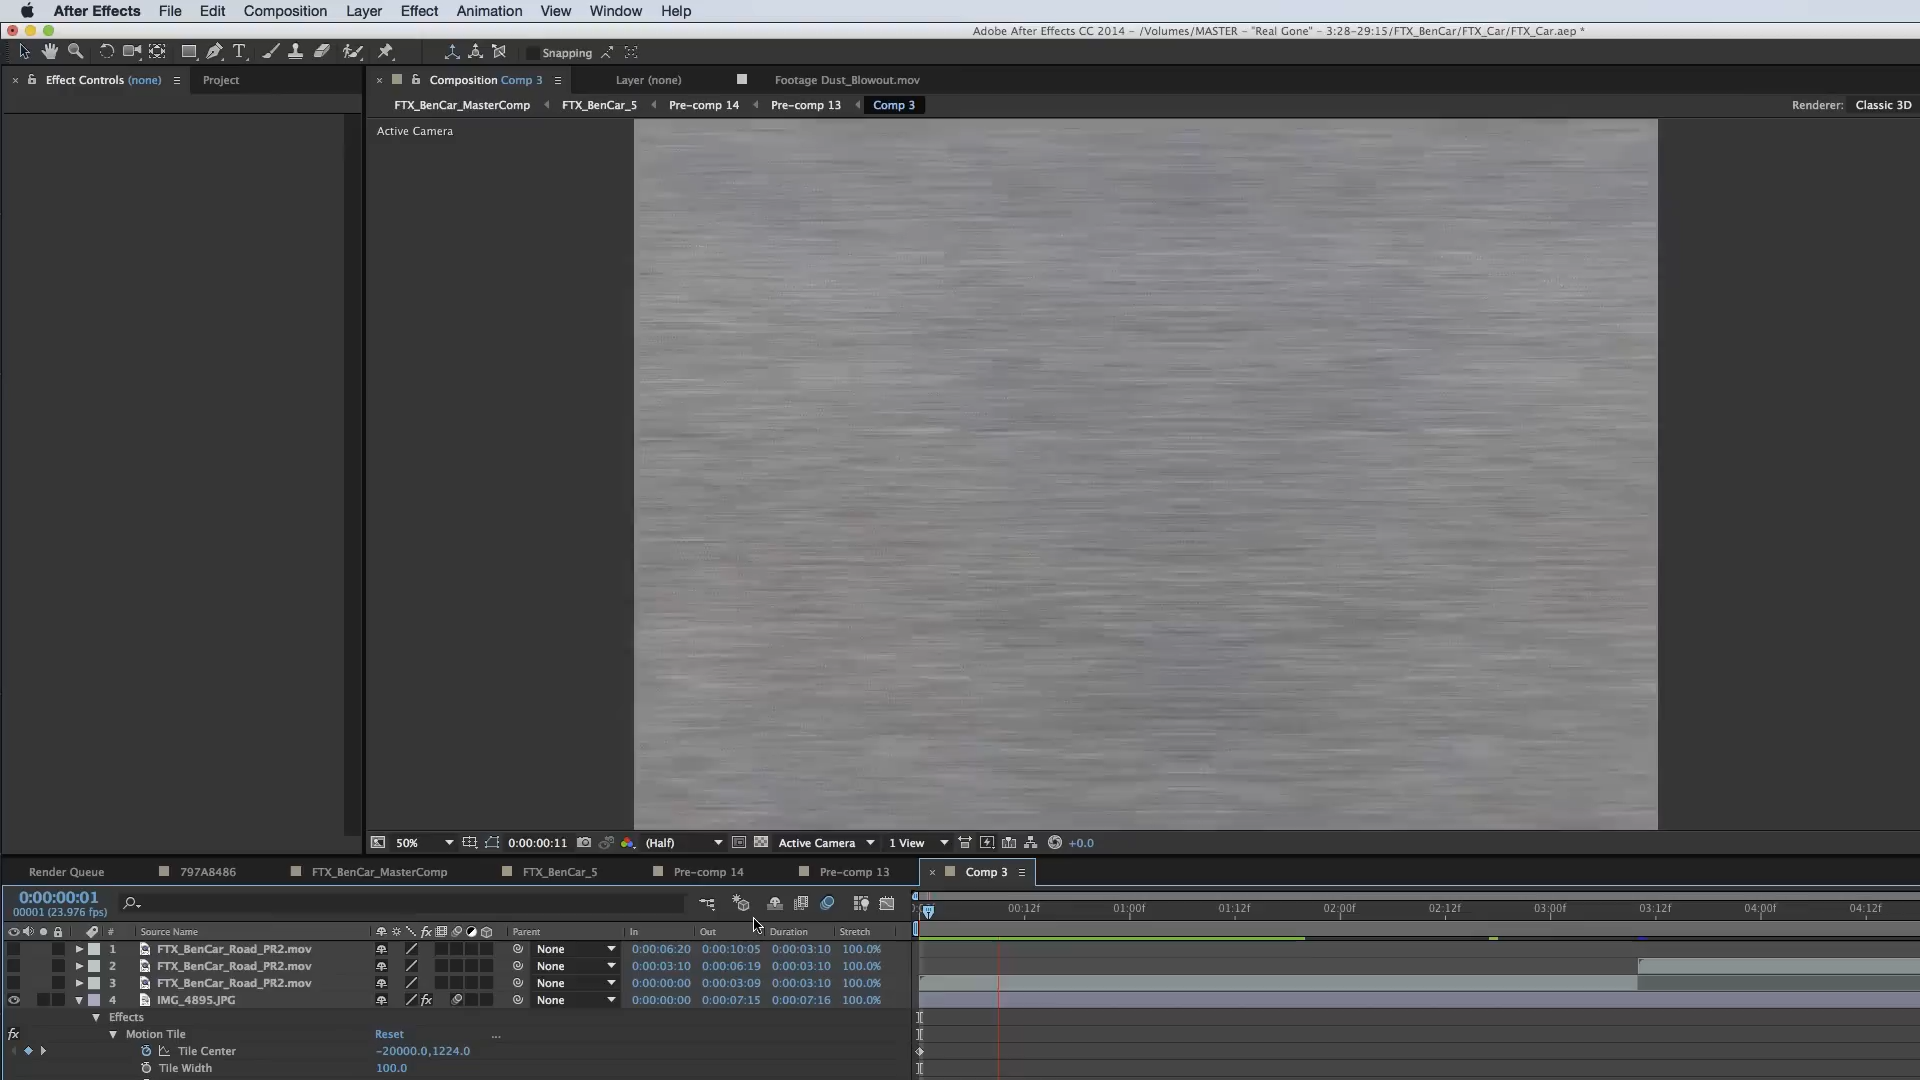 After Effects File Edit Composition Layer Effect Animation View Window Help
Adobe After Effects CC 2014 - /Volumes/MASTER - "Real Gone" - 3:28-29:15/FTX_BenCar/FTX_Car/FTX_Car.aep *
Snapping
Effect Controls (none) Project Composition Comp 3 Layer (none) Footage Dust_Blowout.mov
FTX_BenCar_MasterComp FTX_BenCar_5 Pre-comp 14 Pre-comp 13 Comp 3 Renderer: Classic 3D
Active Camera
50% 0:00:00:11 (Half) Active Camera 1 View +0.0
Render Queue 797A8486 FTX_BenCar_MasterComp FTX_BenCar_5 Pre-comp 14 Pre-comp 13 Comp 3
0:00:00:01
00001 (23.976 fps)
00:12f 01:00f 01:12f 02:00f 02:12f 03:00f 03:12f 04:00f 04:12f
# Source Name fx Parent In Out Duration Stretch
1 FTX_BenCar_Road_PR2.mov None 0:00:06:20 0:00:10:05 0:00:03:10 100.0%
2 FTX_BenCar_Road_PR2.mov None 0:00:03:10 0:00:06:19 0:00:03:10 100.0%
3 FTX_BenCar_Road_PR2.mov None 0:00:00:00 0:00:03:09 0:00:03:10 100.0%
4 IMG_4895.JPG fx None 0:00:00:00 0:00:07:15 0:00:07:16 100.0%
Effects
fx Motion Tile Reset ...
Tile Center -20000.0,1224.0
Tile Width 100.0